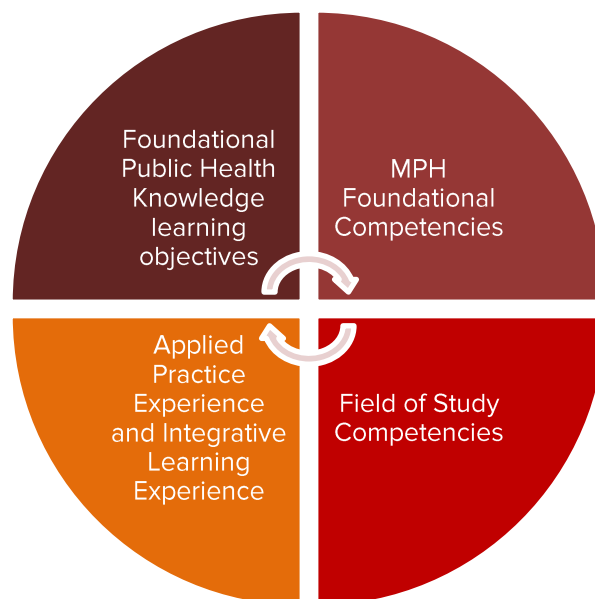 Foundational
Public Health
Knowledge
learning
objectives
MPH
Foundational
Competencies
Applied
Practice
Experience
and Integrative
Learning
Experience
Field of Study
Competencies